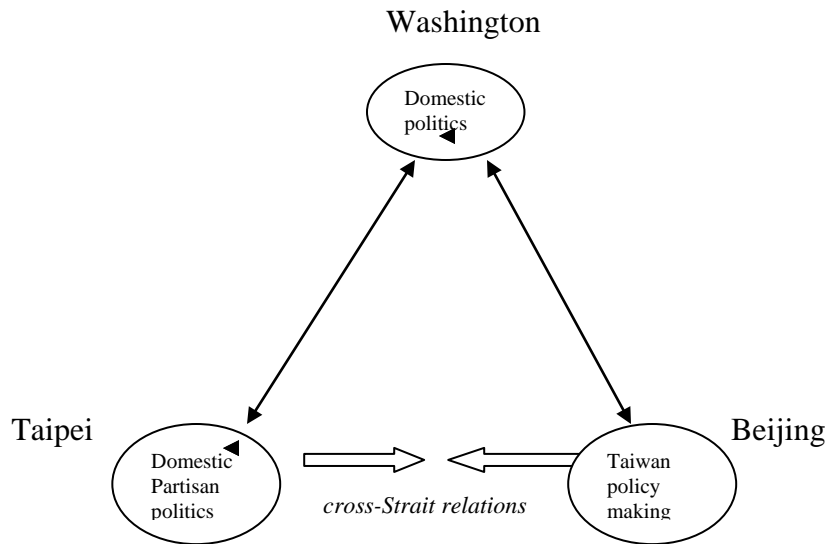 Washington
Domestic
politics
Taipei
Beijing
Domestic
Partisan
politics
cross-Strait relations
Taiwan
policy
making